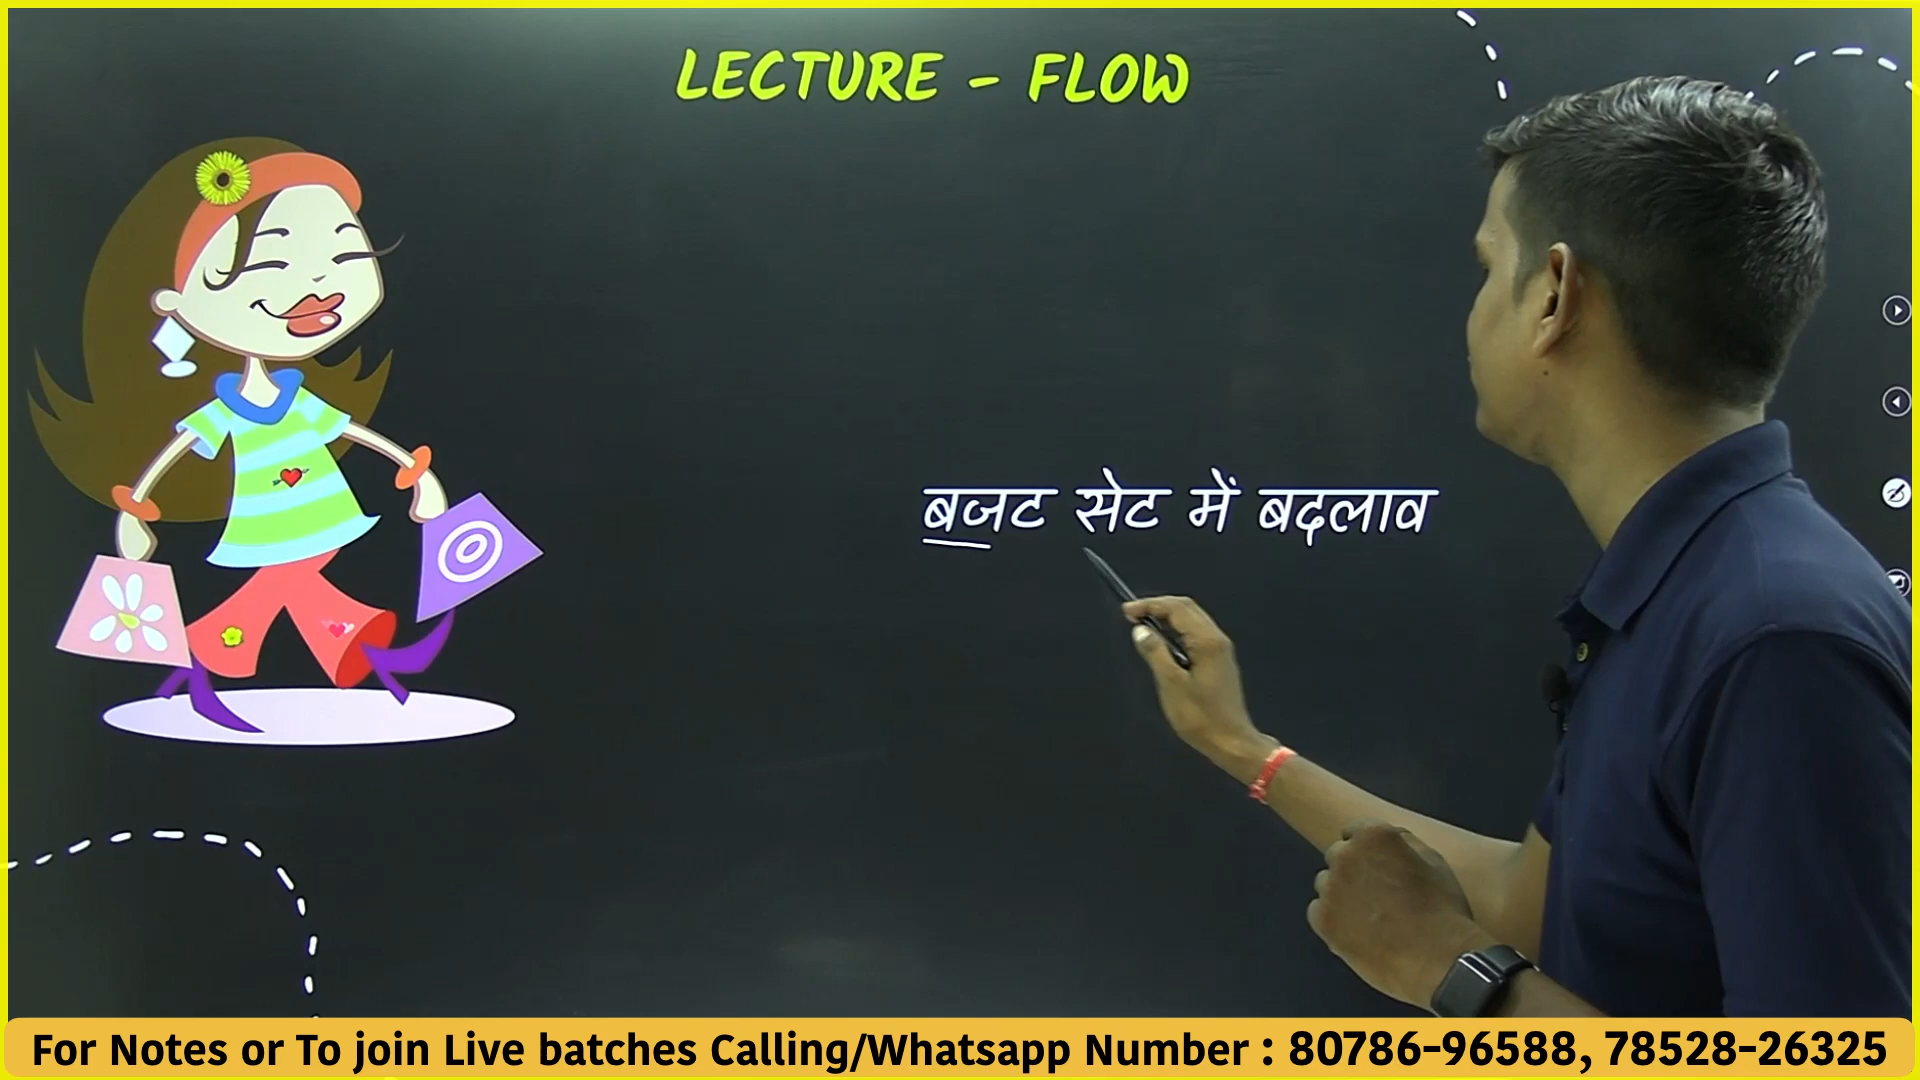 LECTURE - FLOW
बजट सेट में बदलाव
For Notes or To join Live batches Calling/Whatsapp Number : 80786-96588, 78528-26325